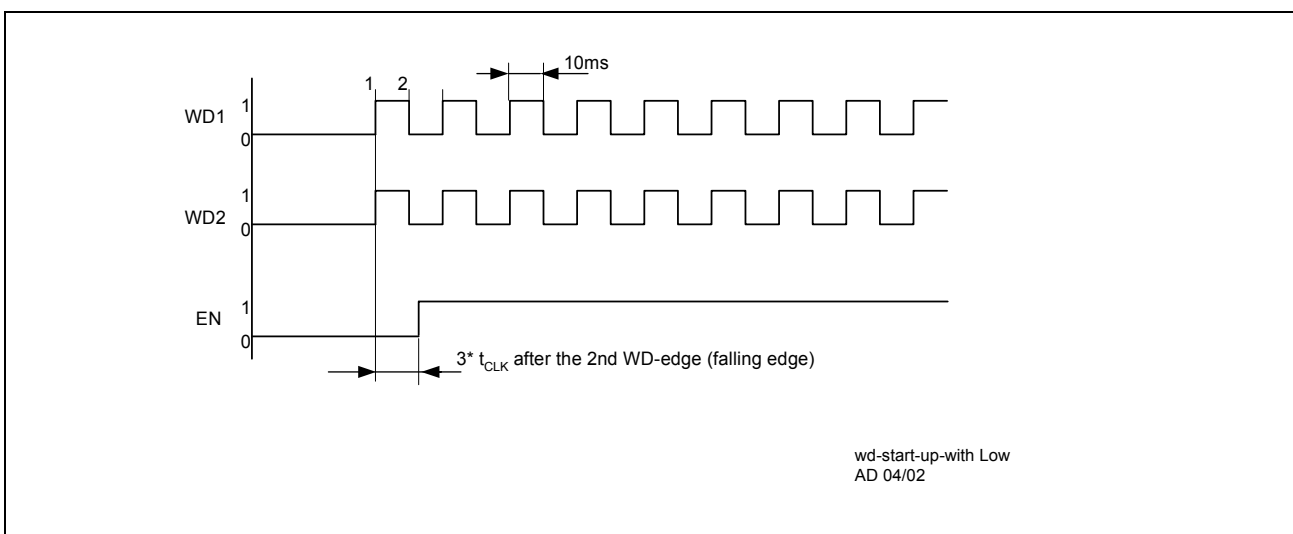 10ms
1 2
WD1
1
0
WD2
1
0
EN
1
0
3* tCLK after the 2nd WD-edge (falling edge)
wd-start-up-with Low
AD 04/02